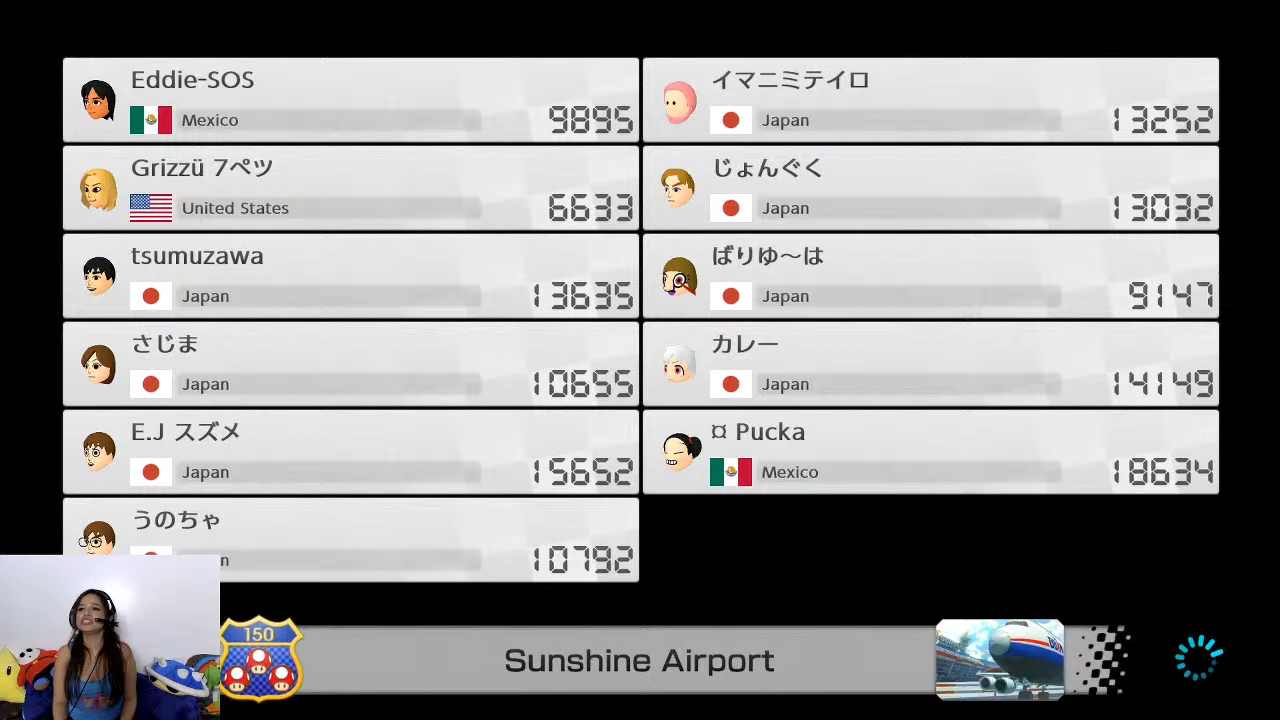 Eddie-SOS
Mexico
9895
Grizzü 7ペツ
United States
6633
tsumuzawa
Japan
13635
さじま
Japan
10655
E.J スズメ
Japan
15652
うのちゃ
n
10792
イマニミテイロ
Japan
13252
じょんぐく
Japan
13032
ばりゆ～は
Japan
9147
カレー
Japan
14149
¤ Pucka
Mexico
18634
150
Sunshine Airport